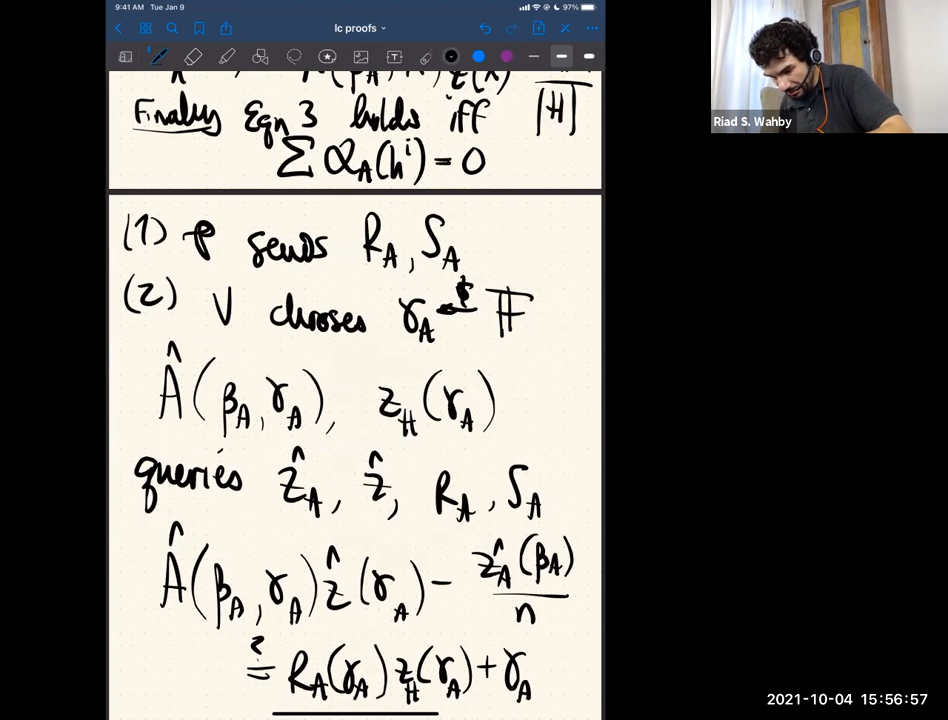 9:41 AM Tue Jan 9
97%
lc proofs
Finally Eqn 3 holds iff |H|
∑ Q_A(hⁱ) = 0
(1) P sends R_A, S_A
(2) V chooses γ_A ←$ F
Â(β_A, γ_A), z_H(γ_A)
queries ẑ_A, ẑ, R_A, S_A
Â(β_A, γ_A) ẑ(γ_A) − ẑ_A(β_A)/n
≟ R_A(γ_A) z_H(γ_A) + γ_A
Riad S. Wahby
2021-10-04 15:56:57